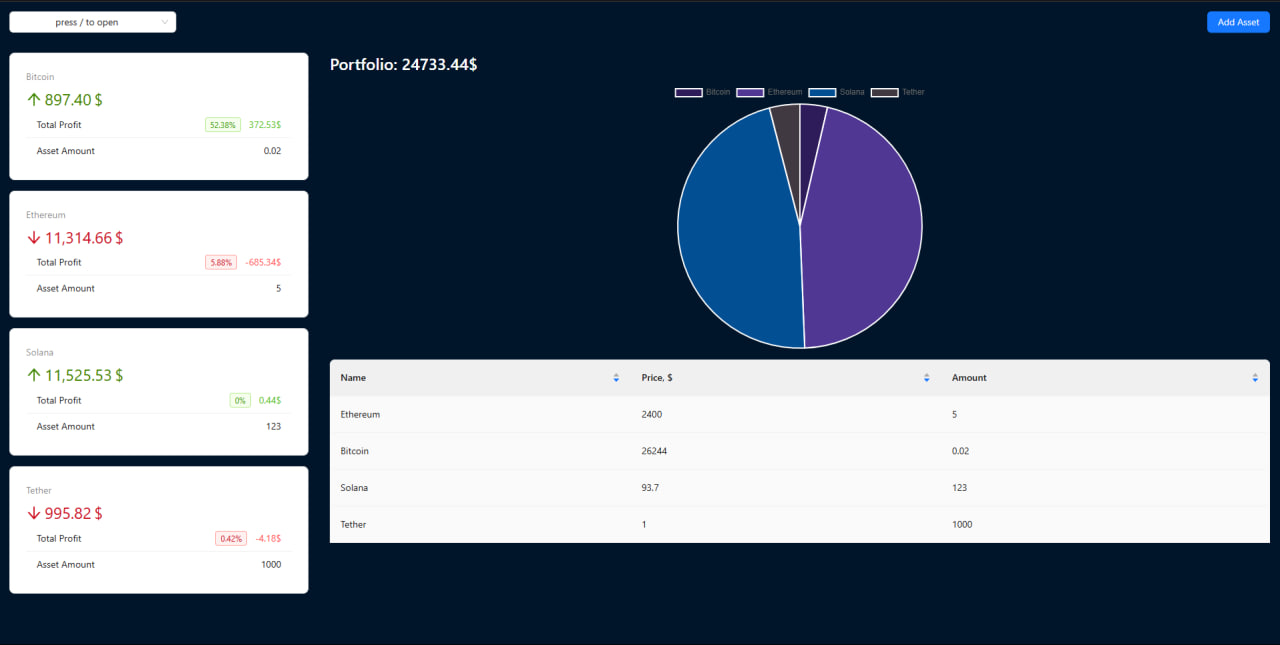 press / to open
Add Asset
Bitcoin
897.40 $
Total Profit 52.38% 372.53$
Asset Amount 0.02
Ethereum
11,314.66 $
Total Profit 5.88% -685.34$
Asset Amount 5
Solana
11,525.53 $
Total Profit 0% 0.44$
Asset Amount 123
Tether
995.82 $
Total Profit 0.42% -4.18$
Asset Amount 1000
Portfolio: 24733.44$
Bitcoin Ethereum Solana Tether
Name Price, $ Amount
Ethereum 2400 5
Bitcoin 26244 0.02
Solana 93.7 123
Tether 1 1000